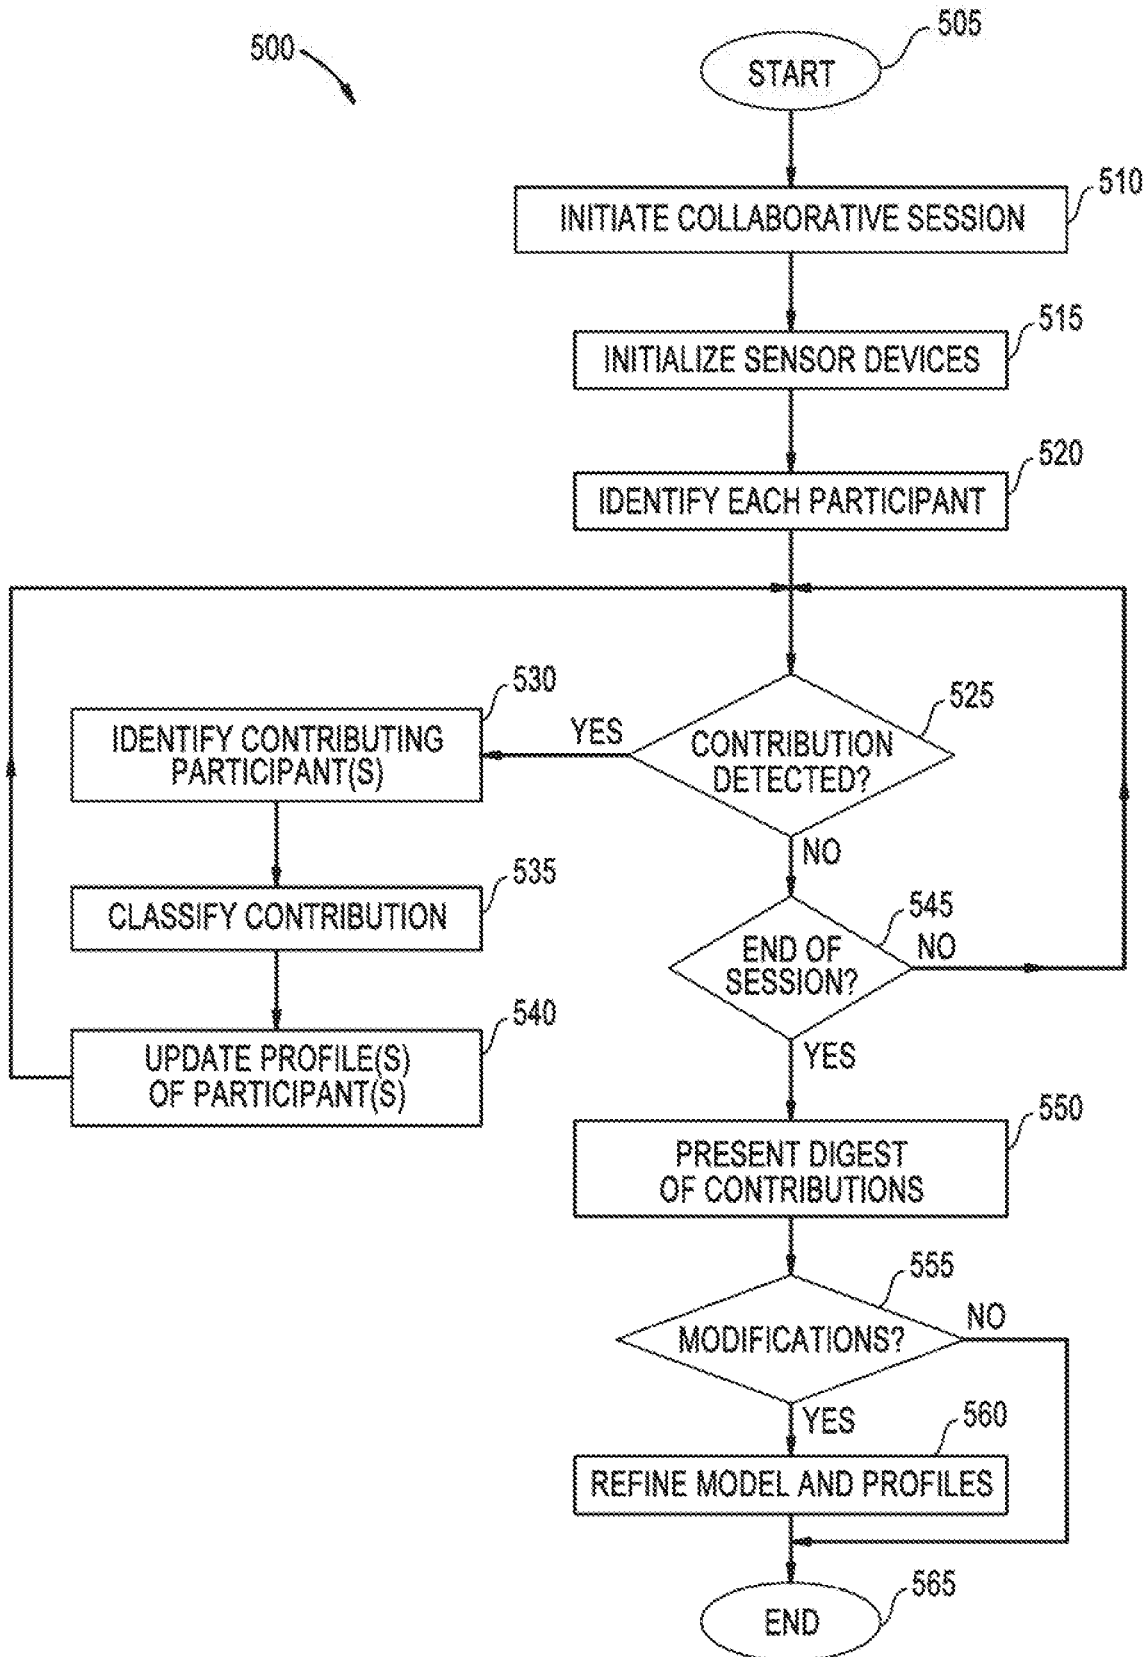 500
505
START
510
INITIATE COLLABORATIVE SESSION
515
INITIALIZE SENSOR DEVICES
520
IDENTIFY EACH PARTICIPANT
530
IDENTIFY CONTRIBUTING
PARTICIPANT(S)
YES
525
CONTRIBUTION
DETECTED?
NO
535
CLASSIFY CONTRIBUTION
545
END OF
SESSION?
NO
YES
540
UPDATE PROFILE(S)
OF PARTICIPANT(S)
550
PRESENT DIGEST
OF CONTRIBUTIONS
555
MODIFICATIONS?
NO
YES
560
REFINE MODEL AND PROFILES
565
END